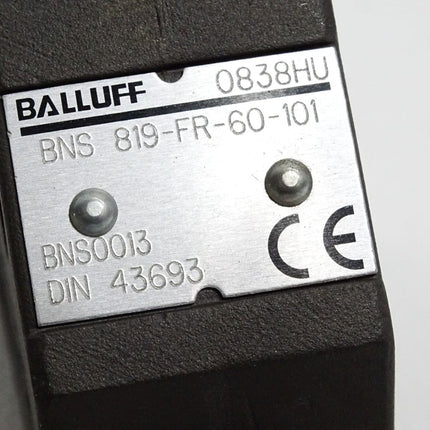 BALLUFF 0838HU
BNS 819-FR-60-101
BNS0013
DIN 43693
CE